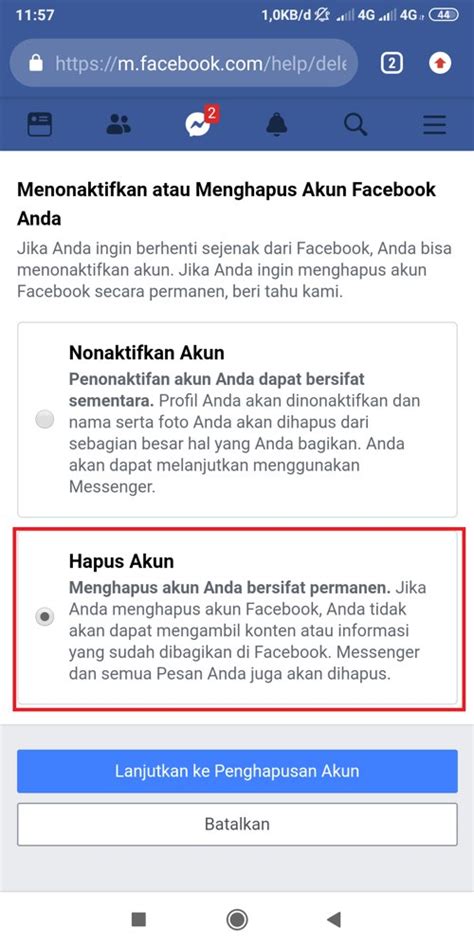 11:57
1,0KB/d 4G 4G 44
https://m.facebook.com/help/dele
2
2
Menonaktifkan atau Menghapus Akun Facebook
Anda
Jika Anda ingin berhenti sejenak dari Facebook, Anda bisa
menonaktifkan akun. Jika Anda ingin menghapus akun
Facebook secara permanen, beri tahu kami.
Nonaktifkan Akun
Penonaktifan akun Anda dapat bersifat
sementara. Profil Anda akan dinonaktifkan dan
nama serta foto Anda akan dihapus dari
sebagian besar hal yang Anda bagikan. Anda
akan dapat melanjutkan menggunakan
Messenger.
Hapus Akun
Menghapus akun Anda bersifat permanen. Jika
Anda menghapus akun Facebook, Anda tidak
akan dapat mengambil konten atau informasi
yang sudah dibagikan di Facebook. Messenger
dan semua Pesan Anda juga akan dihapus.
Lanjutkan ke Penghapusan Akun
Batalkan